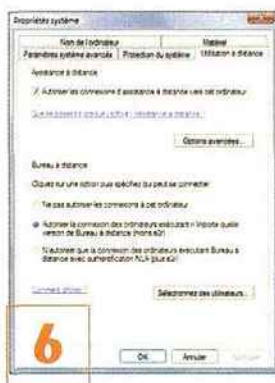 Propriétés système
Nom de l'ordinateur
Matériel
Paramètres système avancés
Protection du système
Utilisation à distance
Assistance à distance
Autoriser les connexions d'assistance à distance vers cet ordinateur
Options avancées...
Bureau à distance
Cliquez sur une option puis spécifiez qui peut se connecter
Ne pas autoriser les connexions à cet ordinateur
Autoriser la connexion des ordinateurs exécutant n'importe quelle
version de Bureau à distance (moins sûr)
N'autoriser que la connexion des ordinateurs exécutant Bureau à
distance avec authentification NLA (plus sûr)
Comment choisir ?
Sélectionnez des utilisateurs...
6
OK
Annuler